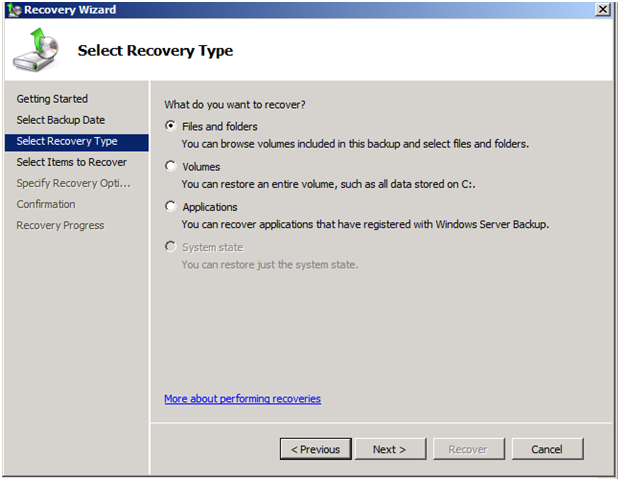 Recovery Wizard
Select Recovery Type
Getting Started
Select Backup Date
Select Recovery Type
Select Items to Recover
Specify Recovery Opti...
Confirmation
Recovery Progress
What do you want to recover?
Files and folders
You can browse volumes included in this backup and select files and folders.
Volumes
You can restore an entire volume, such as all data stored on C:.
Applications
You can recover applications that have registered with Windows Server Backup.
System state
You can restore just the system state.
More about performing recoveries
< Previous
Next >
Recover
Cancel